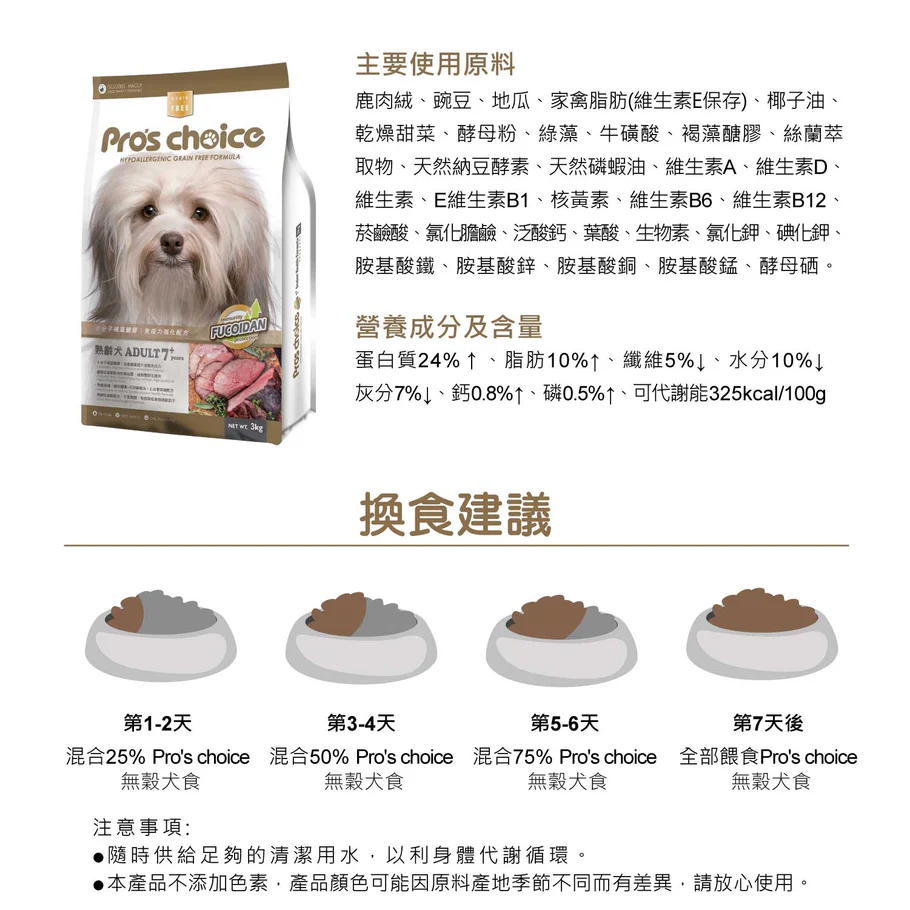 GRAIN
FREE
Pro's choice
HYPOALLERGENIC GRAIN FREE FORMULA
Immunity
FUCOIDAN
熟齡犬 ADULT 7+
years
NET WT. 3kg
Pro's choice
主要使用原料
鹿肉絨、豌豆、地瓜、家禽脂肪(維生素E保存)、椰子油、
乾燥甜菜、酵母粉、綠藻、牛磺酸、褐藻醣膠、絲蘭萃
取物、天然納豆酵素、天然磷蝦油、維生素A、維生素D、
維生素、E維生素B1、核黃素、維生素B6、維生素B12、
菸鹼酸、氯化膽鹼、泛酸鈣、葉酸、生物素、氯化鉀、碘化鉀、
胺基酸鐵、胺基酸鋅、胺基酸銅、胺基酸錳、酵母硒。
營養成分及含量
蛋白質24%↑、脂肪10%↑、纖維5%↓、水分10%↓
灰分7%↓、鈣0.8%↑、磷0.5%↑、可代謝能325kcal/100g
換食建議
第1-2天
混合25% Pro's choice
無穀犬食
第3-4天
混合50% Pro's choice
無穀犬食
第5-6天
混合75% Pro's choice
無穀犬食
第7天後
全部餵食Pro's choice
無穀犬食
注意事項:
●隨時供給足夠的清潔用水，以利身體代謝循環。
●本產品不添加色素，產品顏色可能因原料產地季節不同而有差異，請放心使用。